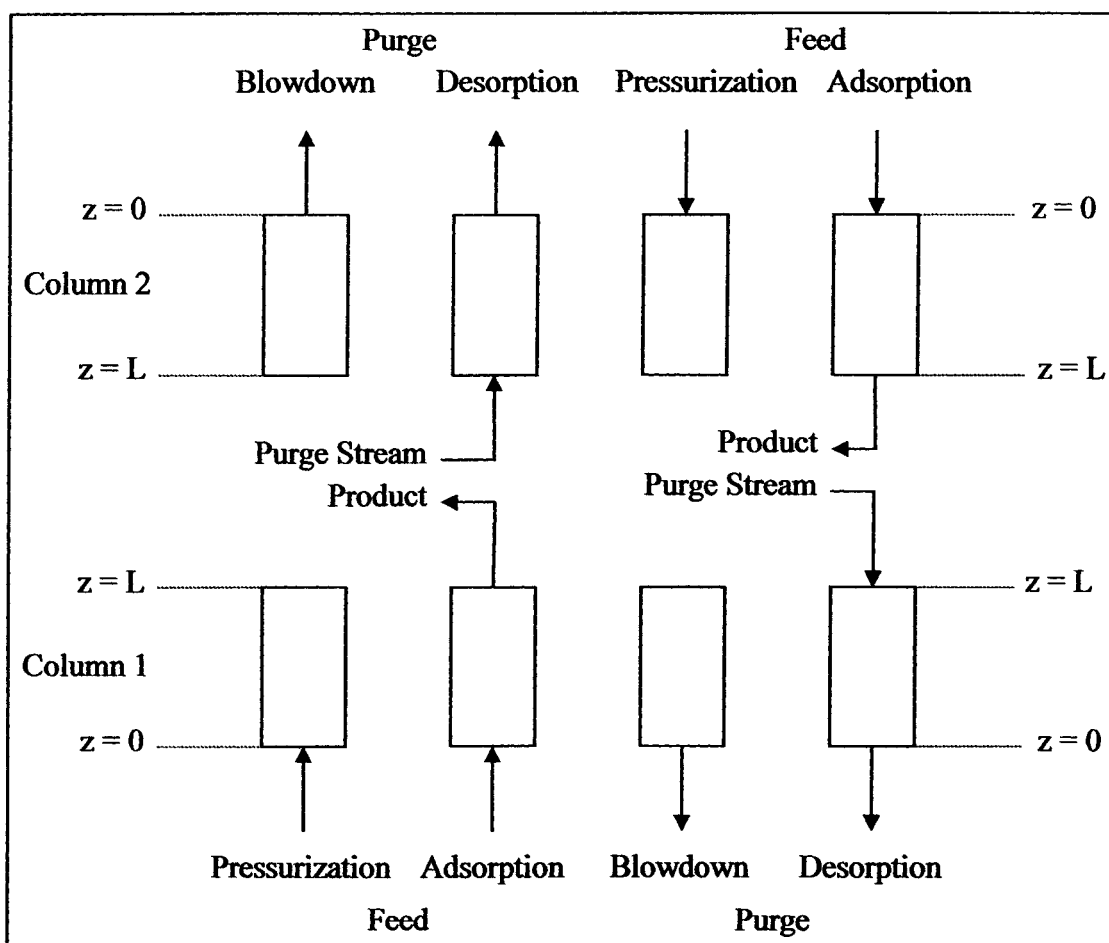 Purge Feed
Blowdown Desorption Pressurization Adsorption
z = 0 z = 0
Column 2
z = L z = L
Product
Purge Stream Purge Stream
Product
z = L z = L
Column 1
z = 0 z = 0
Pressurization Adsorption Blowdown Desorption
Feed Purge